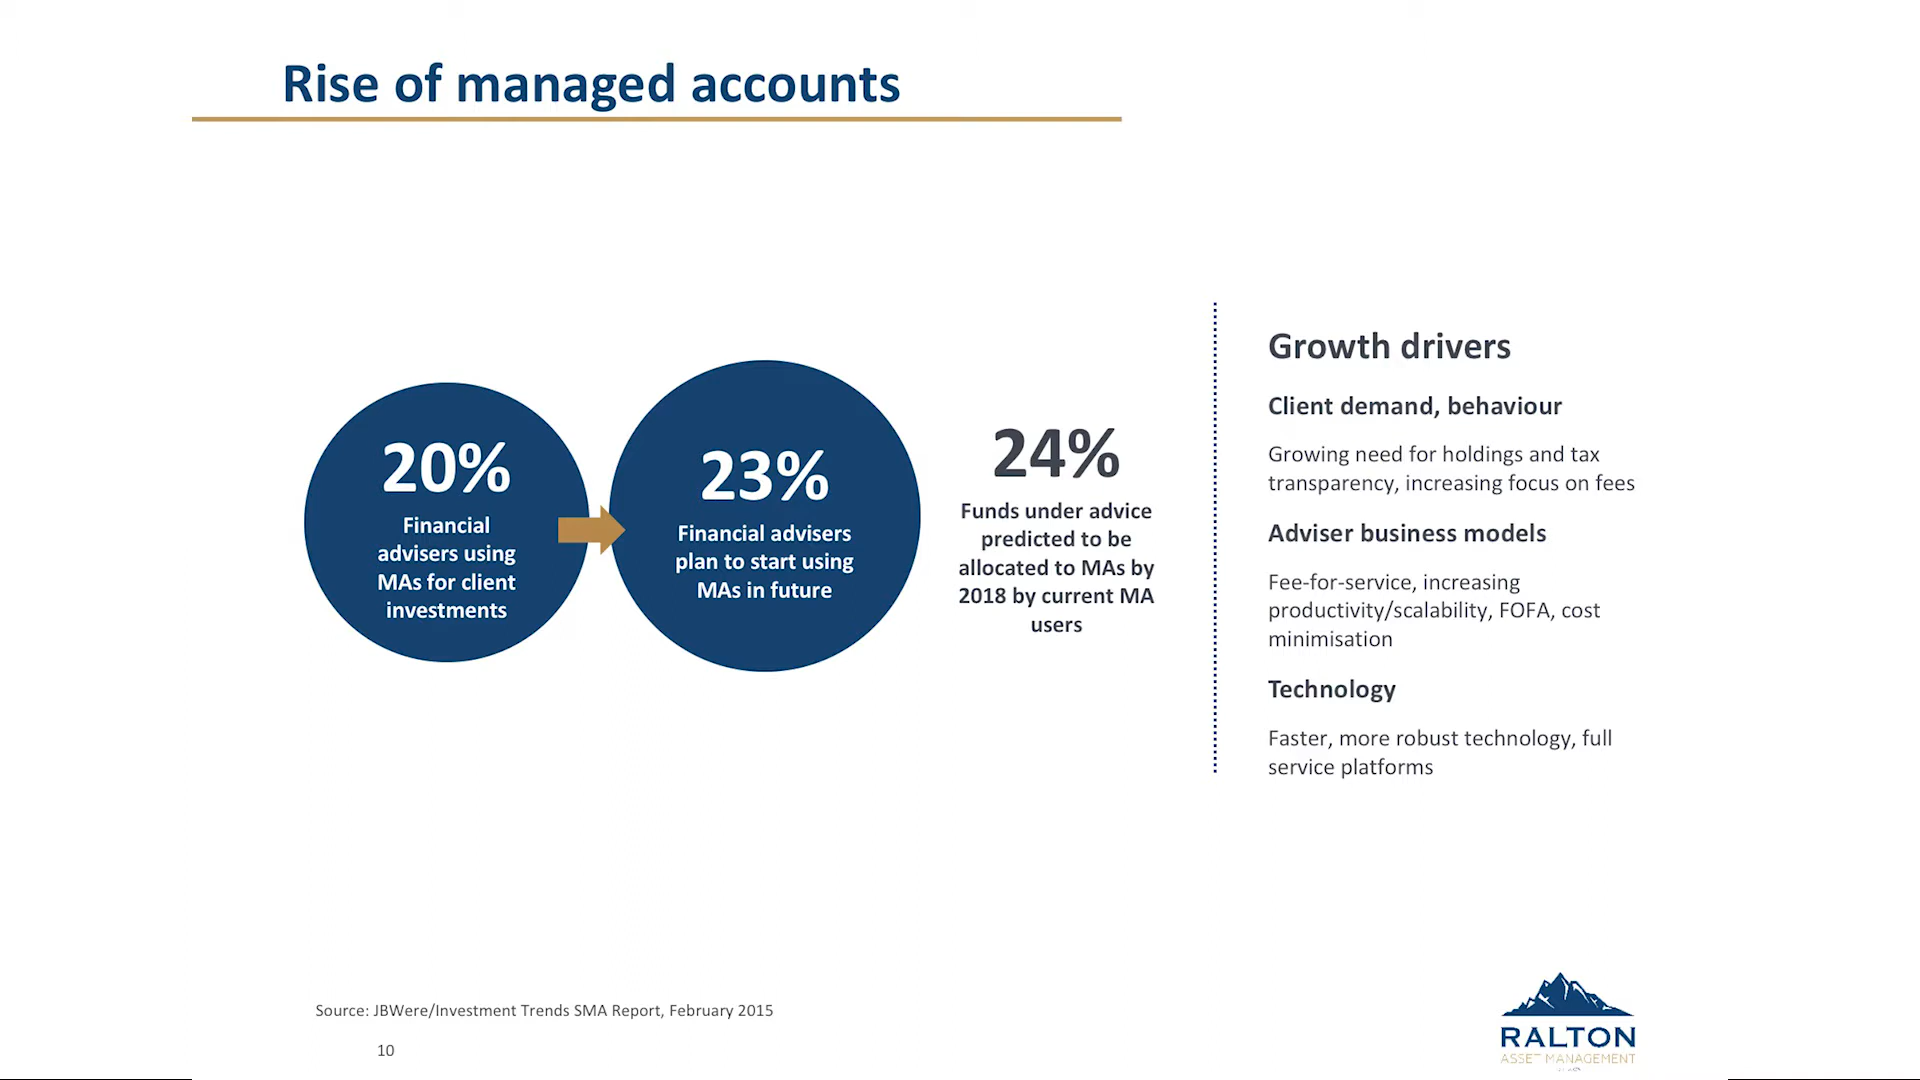 Rise of managed accounts
20%
Financial
advisers using
MAs for client
investments
23%
Financial advisers
plan to start using
MAs in future
24%
Funds under advice
predicted to be
allocated to MAs by
2018 by current MA
users
Growth drivers
Client demand, behaviour
Growing need for holdings and tax
transparency, increasing focus on fees
Adviser business models
Fee-for-service, increasing
productivity/scalability, FOFA, cost
minimisation
Technology
Faster, more robust technology, full
service platforms
Source: JBWere/Investment Trends SMA Report, February 2015
10
RALTON
ASSET MANAGEMENT